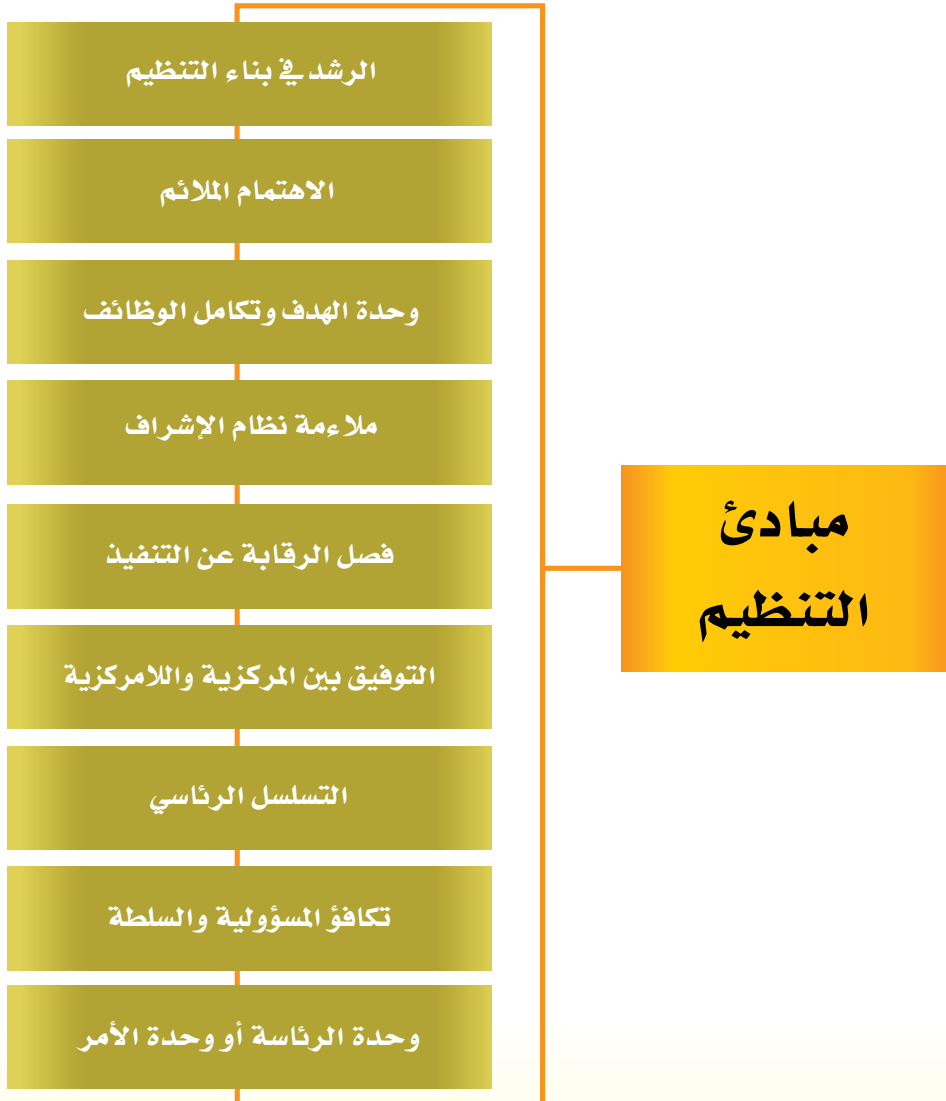 مبادئ
التنظيم
الرشد في بناء التنظيم
الاهتمام الملائم
وحدة الهدف وتكامل الوظائف
ملاءمة نظام الإشراف
فصل الرقابة عن التنفيذ
التوفيق بين المركزية واللامركزية
التسلسل الرئاسي
تكافؤ المسؤولية والسلطة
وحدة الرئاسة أو وحدة الأمر